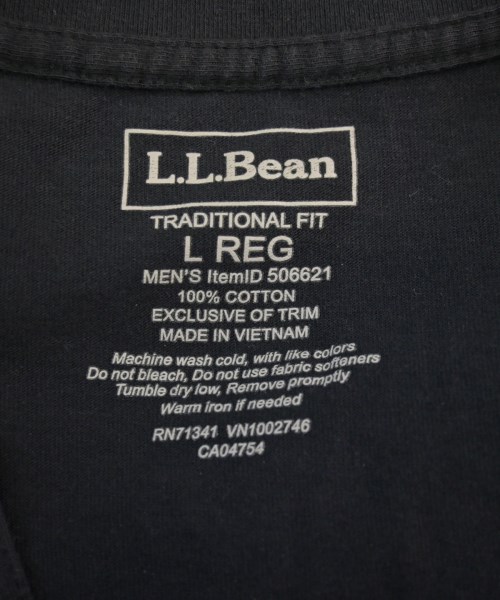 L.L.Bean
TRADITIONAL FIT
L REG
MEN'S ItemID 506621
100% COTTON
EXCLUSIVE OF TRIM
MADE IN VIETNAM
Machine wash cold, with like colors
Do not bleach, Do not use fabric softeners
Tumble dry low, Remove promptly
Warm iron if needed
RN71341 VN1002746
CA04754